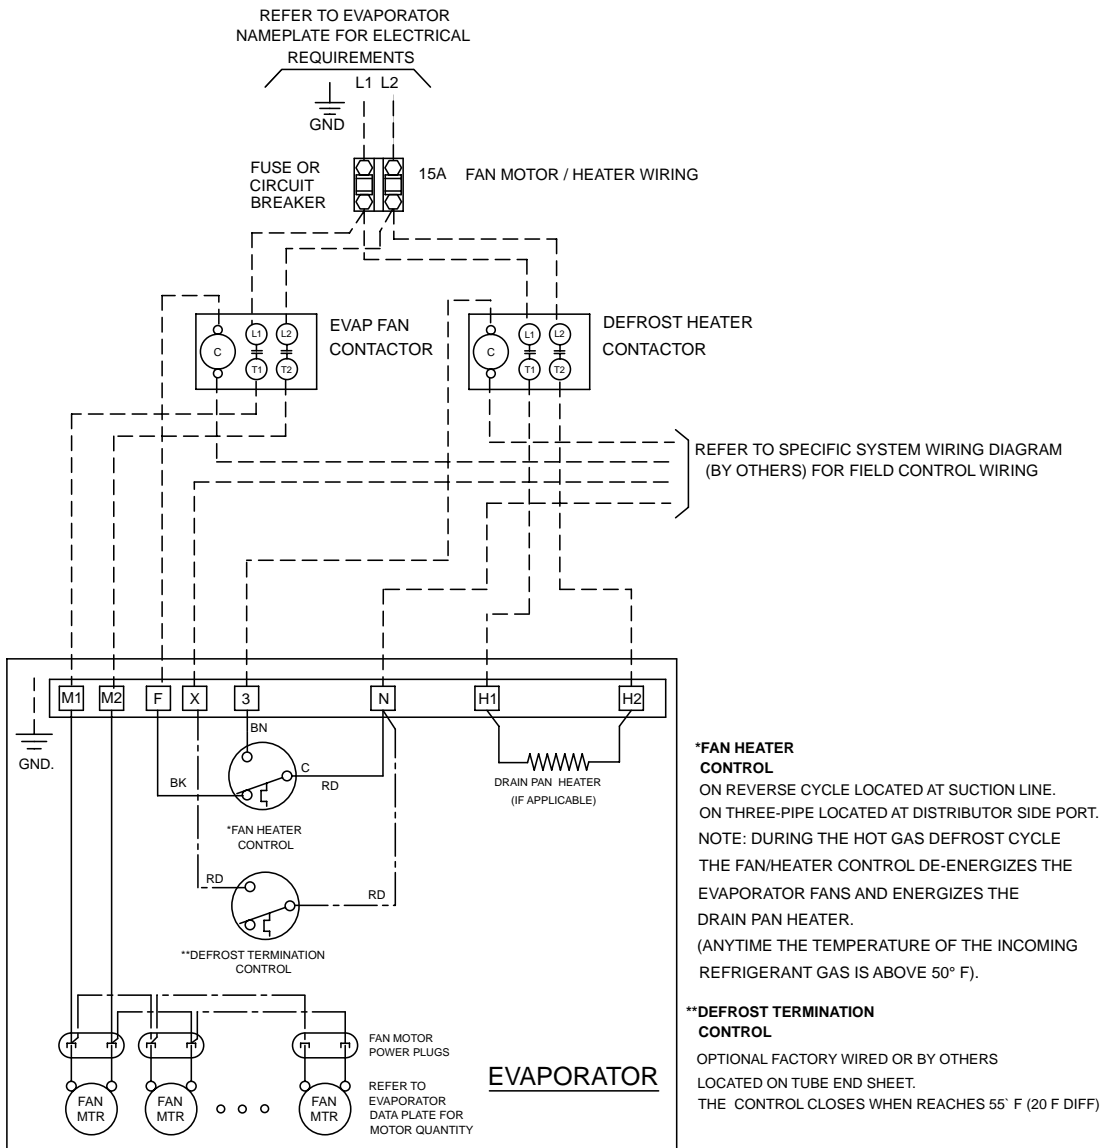 REFER TO EVAPORATOR
NAMEPLATE FOR ELECTRICAL
REQUIREMENTS
L1 L2
GND
FUSE OR
CIRCUIT
BREAKER
15A FAN MOTOR / HEATER WIRING
EVAP FAN
CONTACTOR
C
L1
L2
T1
T2
DEFROST HEATER
CONTACTOR
C
L1
L2
T1
T2
REFER TO SPECIFIC SYSTEM WIRING DIAGRAM
(BY OTHERS) FOR FIELD CONTROL WIRING
M1 M2 F X 3 N H1 H2
GND.
BN
C
BK
RD
*FAN HEATER
CONTROL
DRAIN PAN HEATER
(IF APPLICABLE)
RD
RD
**DEFROST TERMINATION
CONTROL
FAN MOTOR
POWER PLUGS
FAN
MTR
FAN
MTR
FAN
MTR
REFER TO
EVAPORATOR
DATA PLATE FOR
MOTOR QUANTITY
EVAPORATOR
*FAN HEATER
CONTROL
ON REVERSE CYCLE LOCATED AT SUCTION LINE.
ON THREE-PIPE LOCATED AT DISTRIBUTOR SIDE PORT.
NOTE: DURING THE HOT GAS DEFROST CYCLE
THE FAN/HEATER CONTROL DE-ENERGIZES THE
EVAPORATOR FANS AND ENERGIZES THE
DRAIN PAN HEATER.
(ANYTIME THE TEMPERATURE OF THE INCOMING
REFRIGERANT GAS IS ABOVE 50° F).
**DEFROST TERMINATION
CONTROL
OPTIONAL FACTORY WIRED OR BY OTHERS
LOCATED ON TUBE END SHEET.
THE CONTROL CLOSES WHEN REACHES 55` F (20 F DIFF)